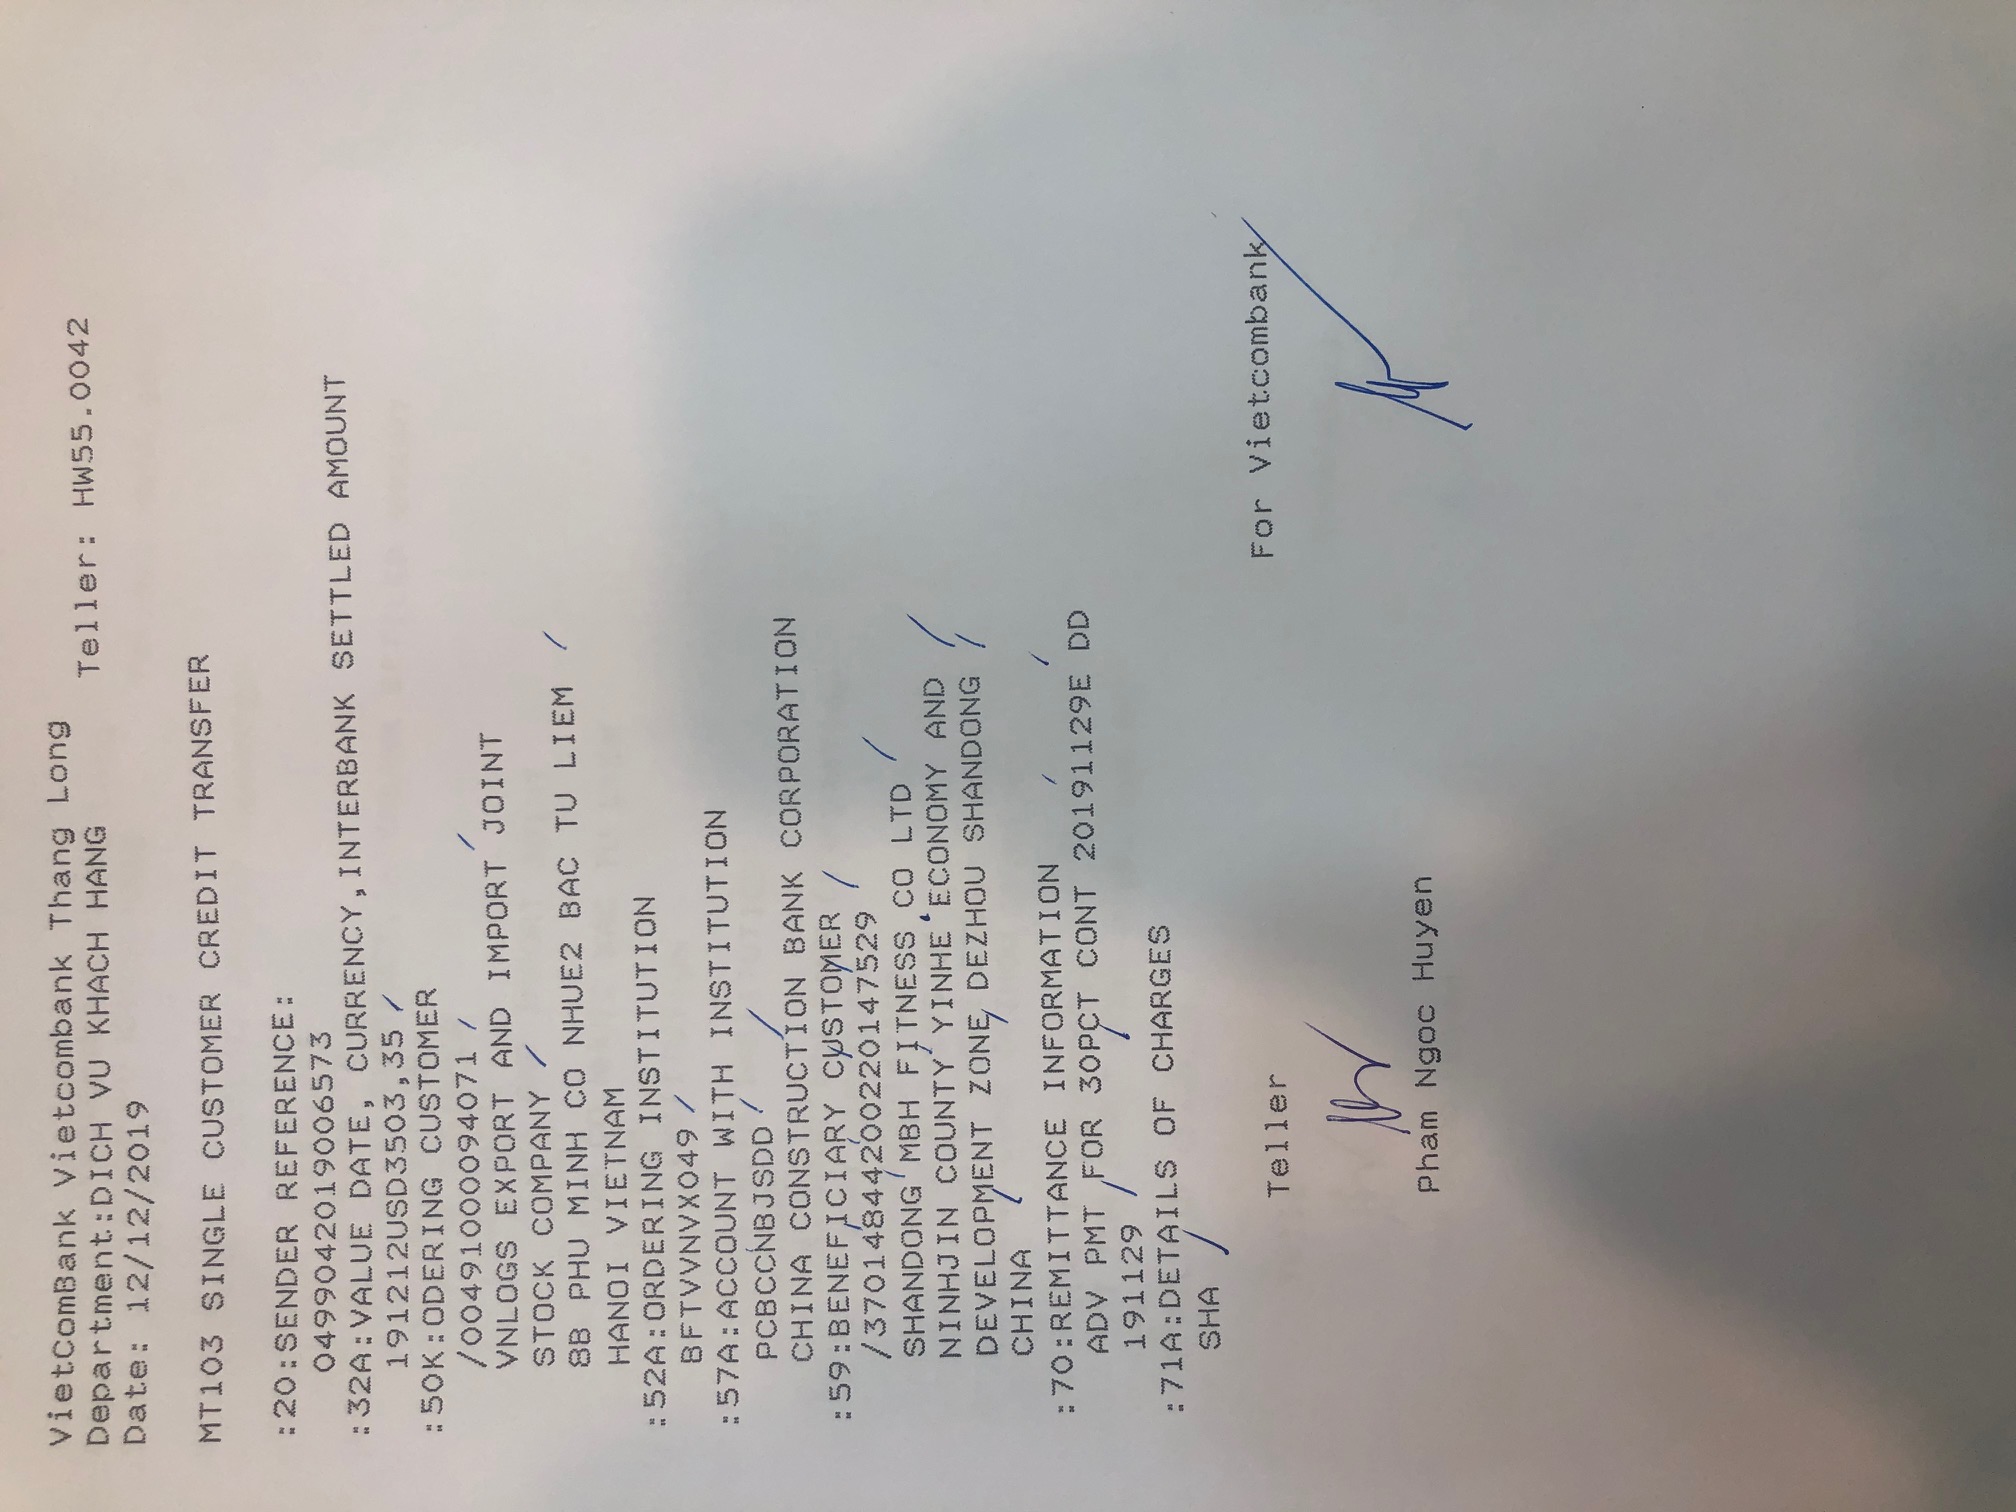 VietComBank Vietcombank Thang Long
Teller: HW55.0042
Department:DICH VU KHACH HANG
Date: 12/12/2019
MT103 SINGLE CUSTOMER CREDIT TRANSFER
:20:SENDER REFERENCE:
0499042019006573
:32A:VALUE DATE, CURRENCY,INTERBANK SETTLED AMOUNT
191212USD3503,35
:50K:ODERING CUSTOMER
/00491000094071
VNLOGS EXPORT AND IMPORT JOINT
STOCK COMPANY
8B PHU MINH CO NHUE2 BAC TU LIEM
HANOI VIETNAM
:52A:ORDERING INSTITUTION
BFTVVNVX049
:57A:ACCOUNT WITH INSTITUTION
PCBCCNBJSDD
CHINA CONSTRUCTION BANK CORPORATION
:59:BENEFICIARY CUSTOMER
/37014844200220147529
SHANDONG MBH FITNESS CO LTD
NINHJIN COUNTY YINHE ECONOMY AND
DEVELOPMENT ZONE DEZHOU SHANDONG
CHINA
:70:REMITTANCE INFORMATION
ADV PMT FOR 30PCT CONT 20191129E DD
191129
:71A:DETAILS OF CHARGES
SHA
Teller
For Vietcombank
Pham Ngoc Huyen